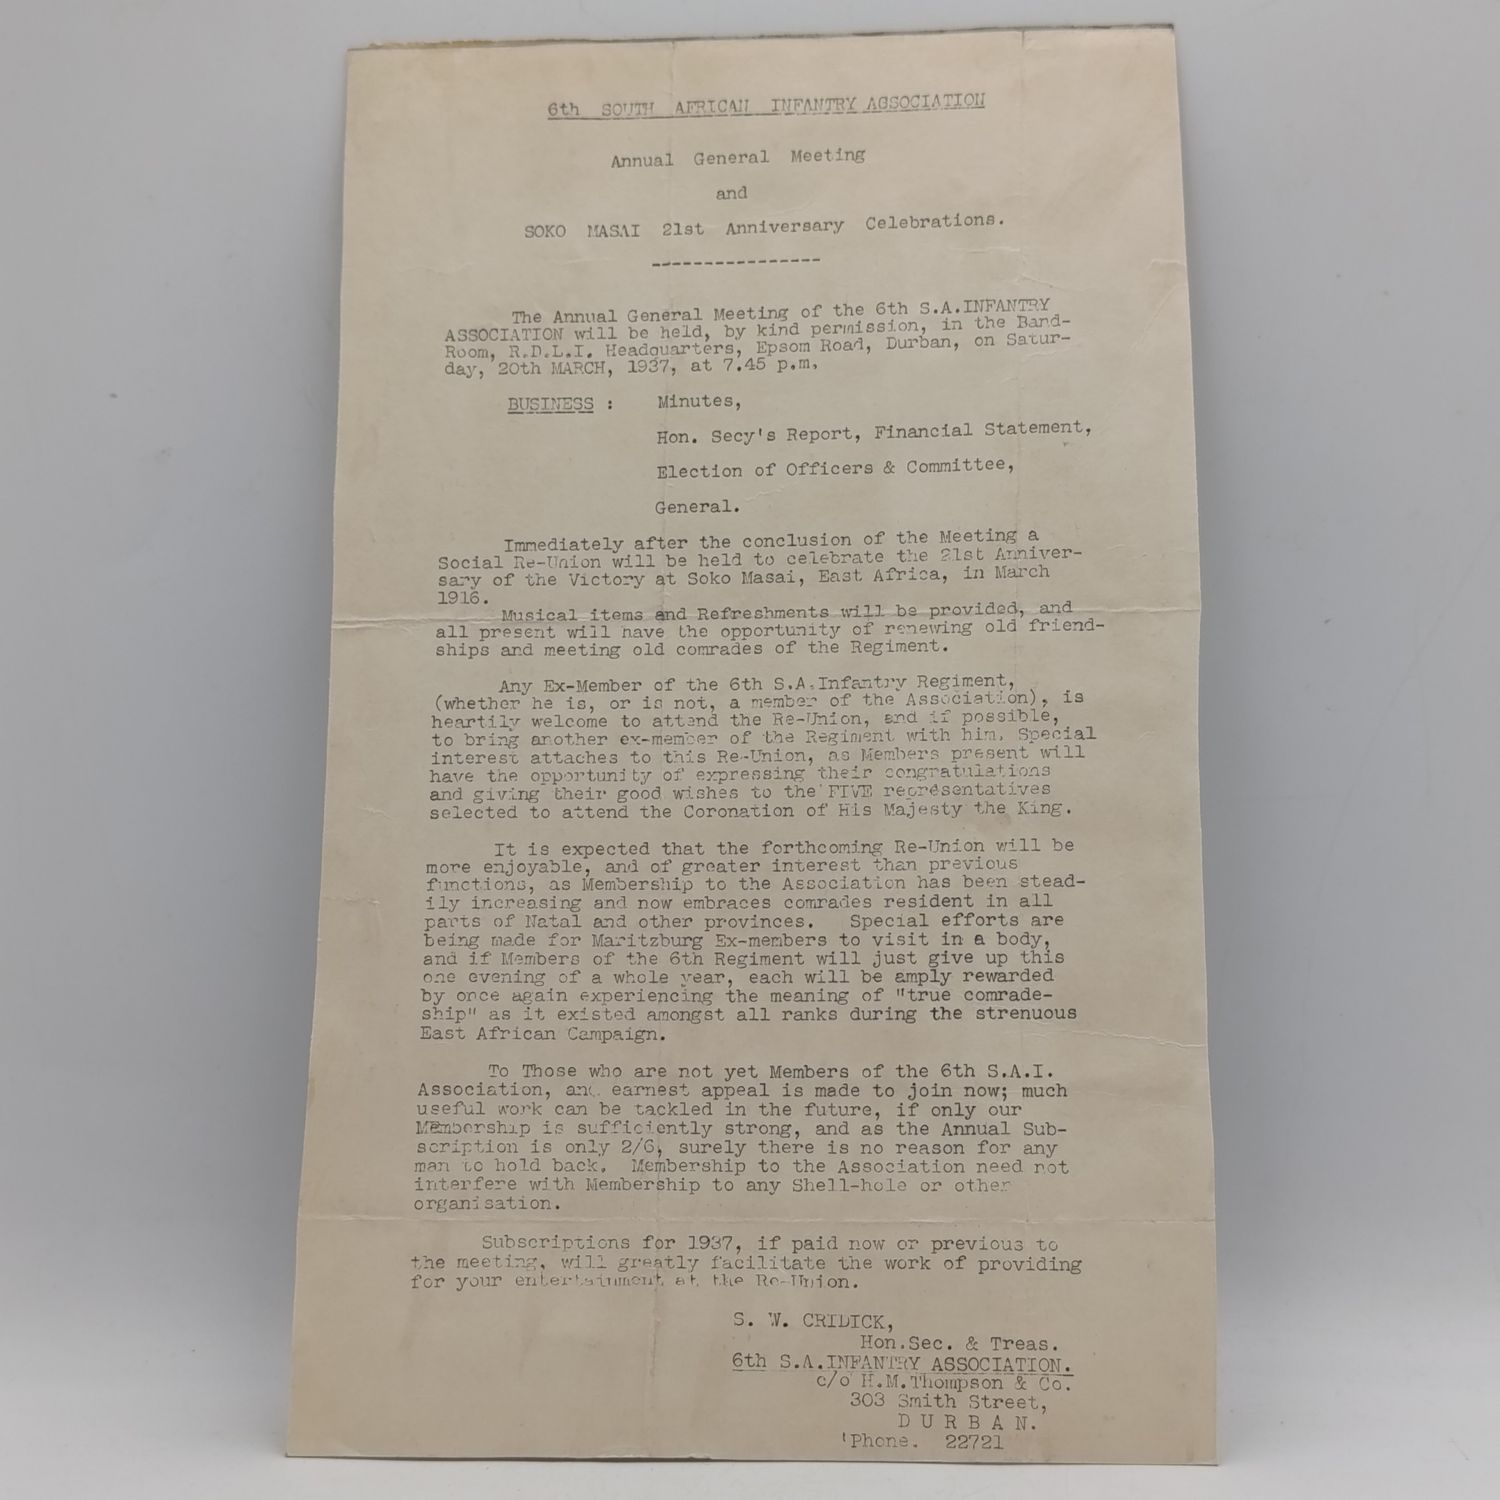 6th SOUTH AFRICAN INFANTRY ASSOCIATION
Annual General Meeting
and
SOKO MASAI 21st Anniversary Celebrations.
----------------
The Annual General Meeting of the 6th S.A.INFANTRY
ASSOCIATION will be held, by kind permission, in the Band-
Room, R.D.L.I. Headquarters, Epsom Road, Durban, on Satur-
day, 20th MARCH, 1937, at 7.45 p.m.
BUSINESS : Minutes,
Hon. Secy's Report, Financial Statement,
Election of Officers & Committee,
General.
Immediately after the conclusion of the Meeting a
Social Re-Union will be held to celebrate the 21st Anniver-
sary of the Victory at Soko Masai, East Africa, in March
1916.
Musical items and Refreshments will be provided, and
all present will have the opportunity of renewing old friend-
ships and meeting old comrades of the Regiment.
Any Ex-Member of the 6th S.A.Infantry Regiment,
(whether he is, or is not, a member of the Association), is
heartily welcome to attend the Re-Union, and if possible,
to bring another ex-member of the Regiment with him. Special
interest attaches to this Re-Union, as Members present will
have the opportunity of expressing their congratulations
and giving their good wishes to the FIVE representatives
selected to attend the Coronation of His Majesty the King.
It is expected that the forthcoming Re-Union will be
more enjoyable, and of greater interest than previous
functions, as Membership to the Association has been stead-
ily increasing and now embraces comrades resident in all
parts of Natal and other provinces. Special efforts are
being made for Maritzburg Ex-members to visit in a body,
and if Members of the 6th Regiment will just give up this
one evening of a whole year, each will be amply rewarded
by once again experiencing the meaning of "true comrade-
ship" as it existed amongst all ranks during the strenuous
East African Campaign.
To Those who are not yet Members of the 6th S.A.I.
Association, an earnest appeal is made to join now; much
useful work can be tackled in the future, if only our
Membership is sufficiently strong, and as the Annual Sub-
scription is only 2/6, surely there is no reason for any
man to hold back. Membership to the Association need not
interfere with Membership to any Shell-hole or other
organisation.
Subscriptions for 1937, if paid now or previous to
the meeting, will greatly facilitate the work of providing
for your entertainment at the Re-Union.
S. W. CRIDICK,
Hon.Sec. & Treas.
6th S.A.INFANTRY ASSOCIATION.
c/o H.M.Thompson & Co.
303 Smith Street,
D U R B A N.
'Phone. 22721